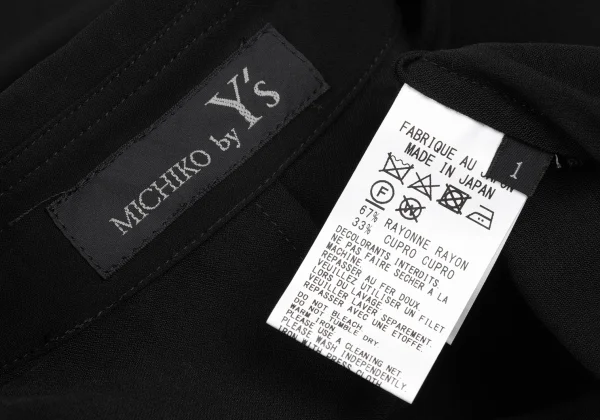 MICHIKO by Y's
1
FABRIQUE AU JAPON
MADE IN JAPAN
F
67% RAYONNE RAYON
33% CUPRO CUPRO
DECOLORANTS INTERDITS
NE PAS FAIRE SECHER A LA
MACHINE
REPASSER AU FER DOUX
VEUILLEZ UTILISER UN FILET
LORS DU LAVAGE
VEUILLEZ LAVER SEPAREMENT.
REPASSER AVEC UNE ETOFFE.
DO NOT BLEACH
DO NOT TUMBLE DRY
WARM IRON
PLEASE USE A CLEANING NET
PLEASE WASH INDEPENDENTLY.
IRON WITH PRESS CLOTH